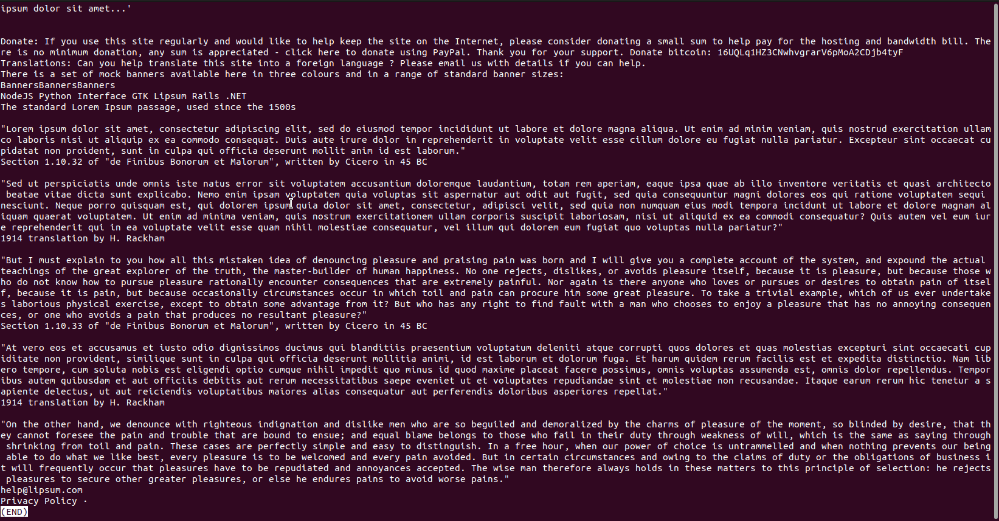 ipsum dolor sit amet...'
Donate: If you use this site regularly and would like to help keep the site on the Internet, please consider donating a small sum to help pay for the hosting and bandwidth bill. The
re is no minimum donation, any sum is appreciated - click here to donate using PayPal. Thank you for your support. Donate bitcoin: 16UQLq1HZ3CNwhvgrarV6pMoA2CDjb4tyF
Translations: Can you help translate this site into a foreign language ? Please email us with details if you can help.
There is a set of mock banners available here in three colours and in a range of standard banner sizes:
BannersBannersBanners
NodeJS Python Interface GTK Lipsum Rails .NET
The standard Lorem Ipsum passage, used since the 1500s
"Lorem ipsum dolor sit amet, consectetur adipiscing elit, sed do eiusmod tempor incididunt ut labore et dolore magna aliqua. Ut enim ad minim veniam, quis nostrud exercitation ullam
co laboris nisi ut aliquip ex ea commodo consequat. Duis aute irure dolor in reprehenderit in voluptate velit esse cillum dolore eu fugiat nulla pariatur. Excepteur sint occaecat cu
pidatat non proident, sunt in culpa qui officia deserunt mollit anim id est laborum."
Section 1.10.32 of "de Finibus Bonorum et Malorum", written by Cicero in 45 BC
"Sed ut perspiciatis unde omnis iste natus error sit voluptatem accusantium doloremque laudantium, totam rem aperiam, eaque ipsa quae ab illo inventore veritatis et quasi architecto
beatae vitae dicta sunt explicabo. Nemo enim ipsam voluptatem quia voluptas sit aspernatur aut odit aut fugit, sed quia consequuntur magni dolores eos qui ratione voluptatem sequi
nesciunt. Neque porro quisquam est, qui dolorem ipsum quia dolor sit amet, consectetur, adipisci velit, sed quia non numquam eius modi tempora incidunt ut labore et dolore magnam al
iquam quaerat voluptatem. Ut enim ad minima veniam, quis nostrum exercitationem ullam corporis suscipit laboriosam, nisi ut aliquid ex ea commodi consequatur? Quis autem vel eum iur
e reprehenderit qui in ea voluptate velit esse quam nihil molestiae consequatur, vel illum qui dolorem eum fugiat quo voluptas nulla pariatur?"
1914 translation by H. Rackham
"But I must explain to you how all this mistaken idea of denouncing pleasure and praising pain was born and I will give you a complete account of the system, and expound the actual
teachings of the great explorer of the truth, the master-builder of human happiness. No one rejects, dislikes, or avoids pleasure itself, because it is pleasure, but because those w
ho do not know how to pursue pleasure rationally encounter consequences that are extremely painful. Nor again is there anyone who loves or pursues or desires to obtain pain of itsel
f, because it is pain, but because occasionally circumstances occur in which toil and pain can procure him some great pleasure. To take a trivial example, which of us ever undertake
s laborious physical exercise, except to obtain some advantage from it? But who has any right to find fault with a man who chooses to enjoy a pleasure that has no annoying consequen
ces, or one who avoids a pain that produces no resultant pleasure?"
Section 1.10.33 of "de Finibus Bonorum et Malorum", written by Cicero in 45 BC
"At vero eos et accusamus et iusto odio dignissimos ducimus qui blanditiis praesentium voluptatum deleniti atque corrupti quos dolores et quas molestias excepturi sint occaecati cup
iditate non provident, similique sunt in culpa qui officia deserunt mollitia animi, id est laborum et dolorum fuga. Et harum quidem rerum facilis est et expedita distinctio. Nam lib
ero tempore, cum soluta nobis est eligendi optio cumque nihil impedit quo minus id quod maxime placeat facere possimus, omnis voluptas assumenda est, omnis dolor repellendus. Tempor
ibus autem quibusdam et aut officiis debitis aut rerum necessitatibus saepe eveniet ut et voluptates repudiandae sint et molestiae non recusandae. Itaque earum rerum hic tenetur a s
apiente delectus, ut aut reiciendis voluptatibus maiores alias consequatur aut perferendis doloribus asperiores repellat."
1914 translation by H. Rackham
"On the other hand, we denounce with righteous indignation and dislike men who are so beguiled and demoralized by the charms of pleasure of the moment, so blinded by desire, that th
ey cannot foresee the pain and trouble that are bound to ensue; and equal blame belongs to those who fail in their duty through weakness of will, which is the same as saying through
shrinking from toil and pain. These cases are perfectly simple and easy to distinguish. In a free hour, when our power of choice is untrammelled and when nothing prevents our being
able to do what we like best, every pleasure is to be welcomed and every pain avoided. But in certain circumstances and owing to the claims of duty or the obligations of business i
t will frequently occur that pleasures have to be repudiated and annoyances accepted. The wise man therefore always holds in these matters to this principle of selection: he rejects
pleasures to secure other greater pleasures, or else he endures pains to avoid worse pains."
help@lipsum.com
Privacy Policy ·
(END)